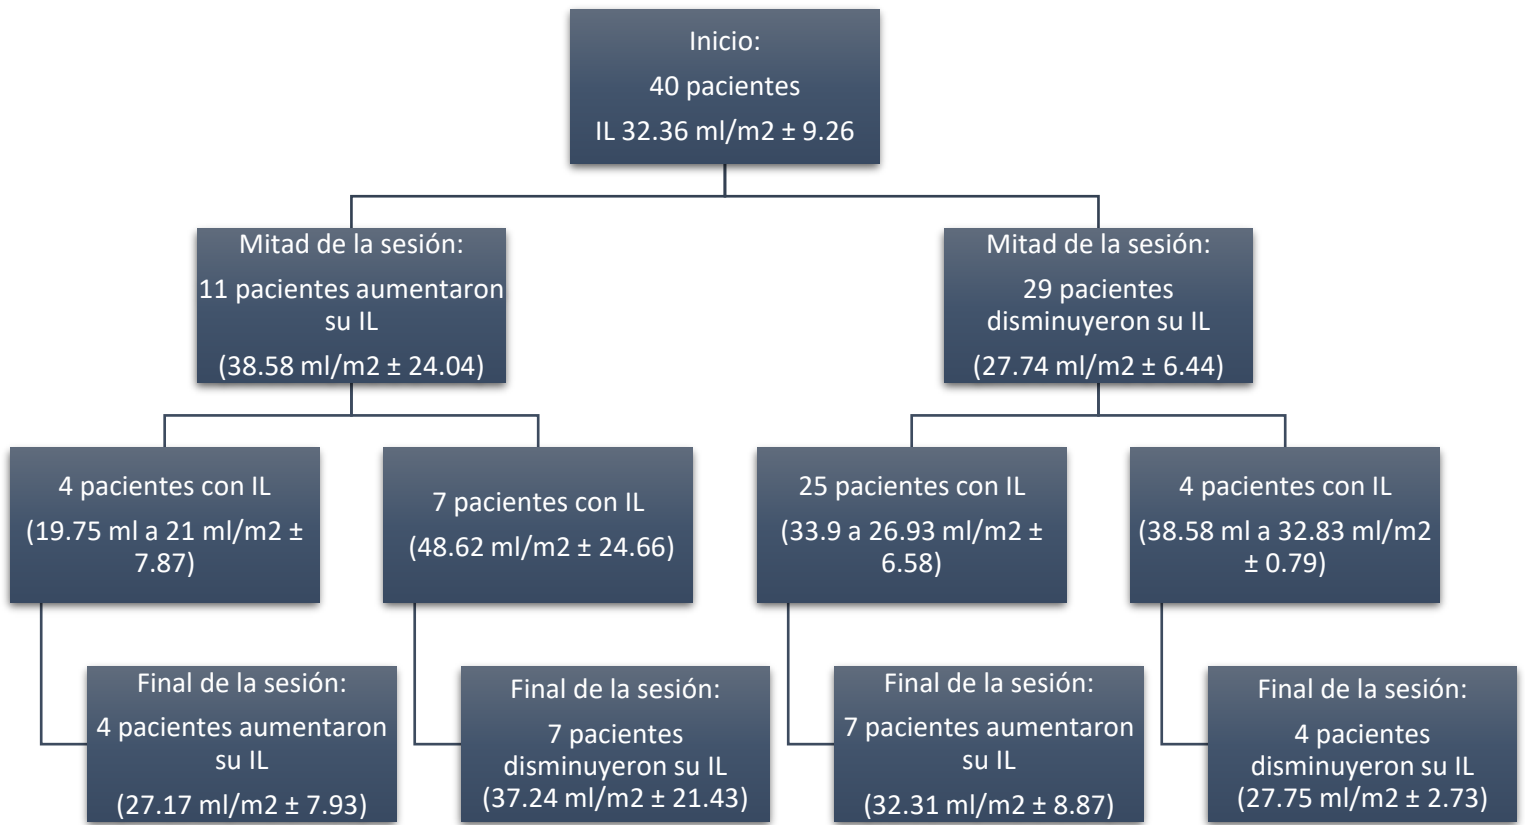 Inicio:
40 pacientes
IL 32.36 ml/m2 ± 9.26
Mitad de la sesión:
11 pacientes aumentaron
su IL
(38.58 ml/m2 ± 24.04)
Mitad de la sesión:
29 pacientes
disminuyeron su IL
(27.74 ml/m2 ± 6.44)
4 pacientes con IL
(19.75 ml a 21 ml/m2 ±
7.87)
7 pacientes con IL
(48.62 ml/m2 ± 24.66)
25 pacientes con IL
(33.9 a 26.93 ml/m2 ±
6.58)
4 pacientes con IL
(38.58 ml a 32.83 ml/m2
± 0.79)
Final de la sesión:
4 pacientes aumentaron
su IL
(27.17 ml/m2 ± 7.93)
Final de la sesión:
7 pacientes
disminuyeron su IL
(37.24 ml/m2 ± 21.43)
Final de la sesión:
7 pacientes aumentaron
su IL
(32.31 ml/m2 ± 8.87)
Final de la sesión:
4 pacientes
disminuyeron su IL
(27.75 ml/m2 ± 2.73)